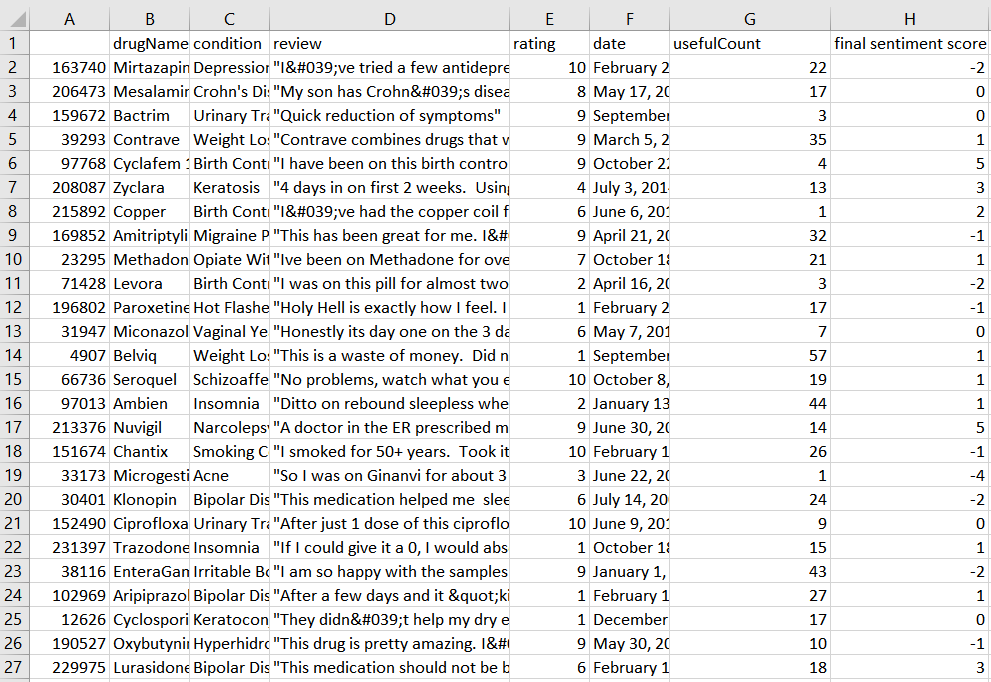 A B C D E F G H
1 drugName condition review rating date usefulCount final sentiment score
2 163740 Mirtazapin Depression "I&#039;ve tried a few antidepre 10 February 2 22 -2
3 206473 Mesalamin Crohn's Dis "My son has Crohn&#039;s disea 8 May 17, 20 17 0
4 159672 Bactrim Urinary Tra "Quick reduction of symptoms" 9 September 3 0
5 39293 Contrave Weight Los "Contrave combines drugs that w 9 March 5, 2 35 1
6 97768 Cyclafem 1 Birth Contr "I have been on this birth contro 9 October 22 4 5
7 208087 Zyclara Keratosis "4 days in on first 2 weeks.  Using 4 July 3, 201 13 3
8 215892 Copper Birth Contr "I&#039;ve had the copper coil f 6 June 6, 201 1 2
9 169852 Amitriptyli Migraine P "This has been great for me. I&#0 9 April 21, 20 32 -1
10 23295 Methadon Opiate Wit "Ive been on Methadone for ove 7 October 18 21 1
11 71428 Levora Birth Contr "I was on this pill for almost two 2 April 16, 20 3 -2
12 196802 Paroxetine Hot Flashe "Holy Hell is exactly how I feel. I 1 February 2 17 -1
13 31947 Miconazol Vaginal Ye "Honestly its day one on the 3 da 6 May 7, 201 7 0
14 4907 Belviq Weight Los "This is a waste of money.  Did n 1 September 57 1
15 66736 Seroquel Schizoaffe "No problems, watch what you e 10 October 8, 19 1
16 97013 Ambien Insomnia "Ditto on rebound sleepless whe 2 January 13 44 1
17 213376 Nuvigil Narcolepsy "A doctor in the ER prescribed m 9 June 30, 20 14 5
18 151674 Chantix Smoking C "I smoked for 50+ years.  Took it 10 February 1 26 -1
19 33173 Microgesti Acne "So I was on Ginanvi for about 3 3 June 22, 20 1 -4
20 30401 Klonopin Bipolar Dis "This medication helped me  slee 6 July 14, 20 24 -2
21 152490 Ciprofloxa Urinary Tra "After just 1 dose of this ciproflo 10 June 9, 201 9 0
22 231397 Trazodone Insomnia "If I could give it a 0, I would abs 1 October 18 15 1
23 38116 EnteraGan Irritable Bo "I am so happy with the samples 9 January 1, 43 -2
24 102969 Aripiprazol Bipolar Dis "After a few days and it &quot;ki 1 February 1 27 1
25 12626 Cyclospori Keratocon "They didn&#039;t help my dry e 1 December 17 0
26 190527 Oxybutynin Hyperhidro "This drug is pretty amazing. I&#0 9 May 30, 20 10 -1
27 229975 Lurasidone Bipolar Dis "This medication should not be b 6 February 1 18 3